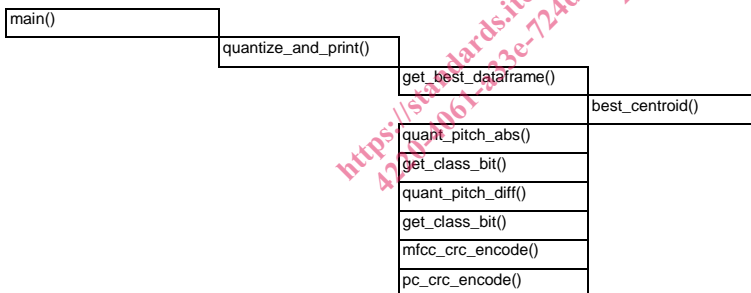 main()
quantize_and_print()
get_best_dataframe()
best_centroid()
quant_pitch_abs()
get_class_bit()
quant_pitch_diff()
get_class_bit()
mfcc_crc_encode()
pc_crc_encode()